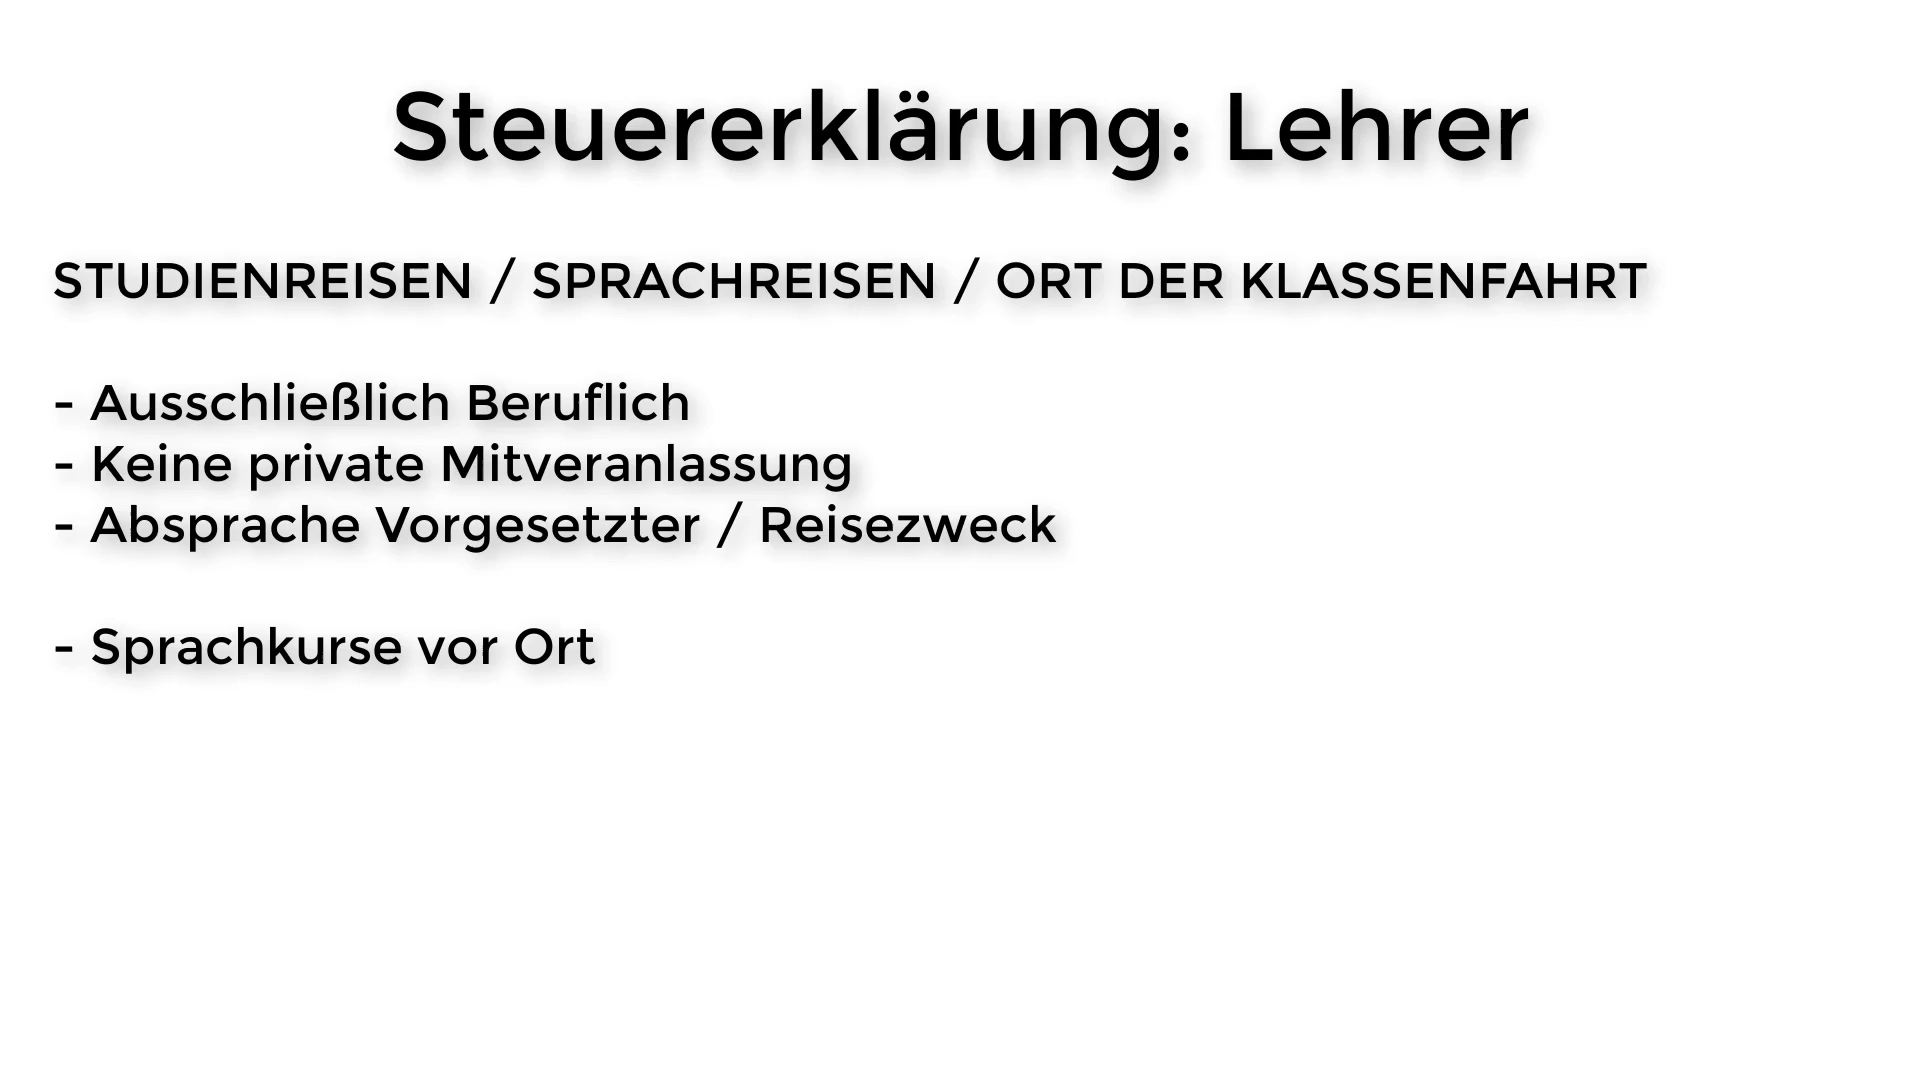 Steuererklärung: Lehrer
STUDIENREISEN / SPRACHREISEN / ORT DER KLASSENFAHRT
- Ausschließlich Beruflich
- Keine private Mitveranlassung
- Absprache Vorgesetzter / Reisezweck
- Sprachkurse vor Ort